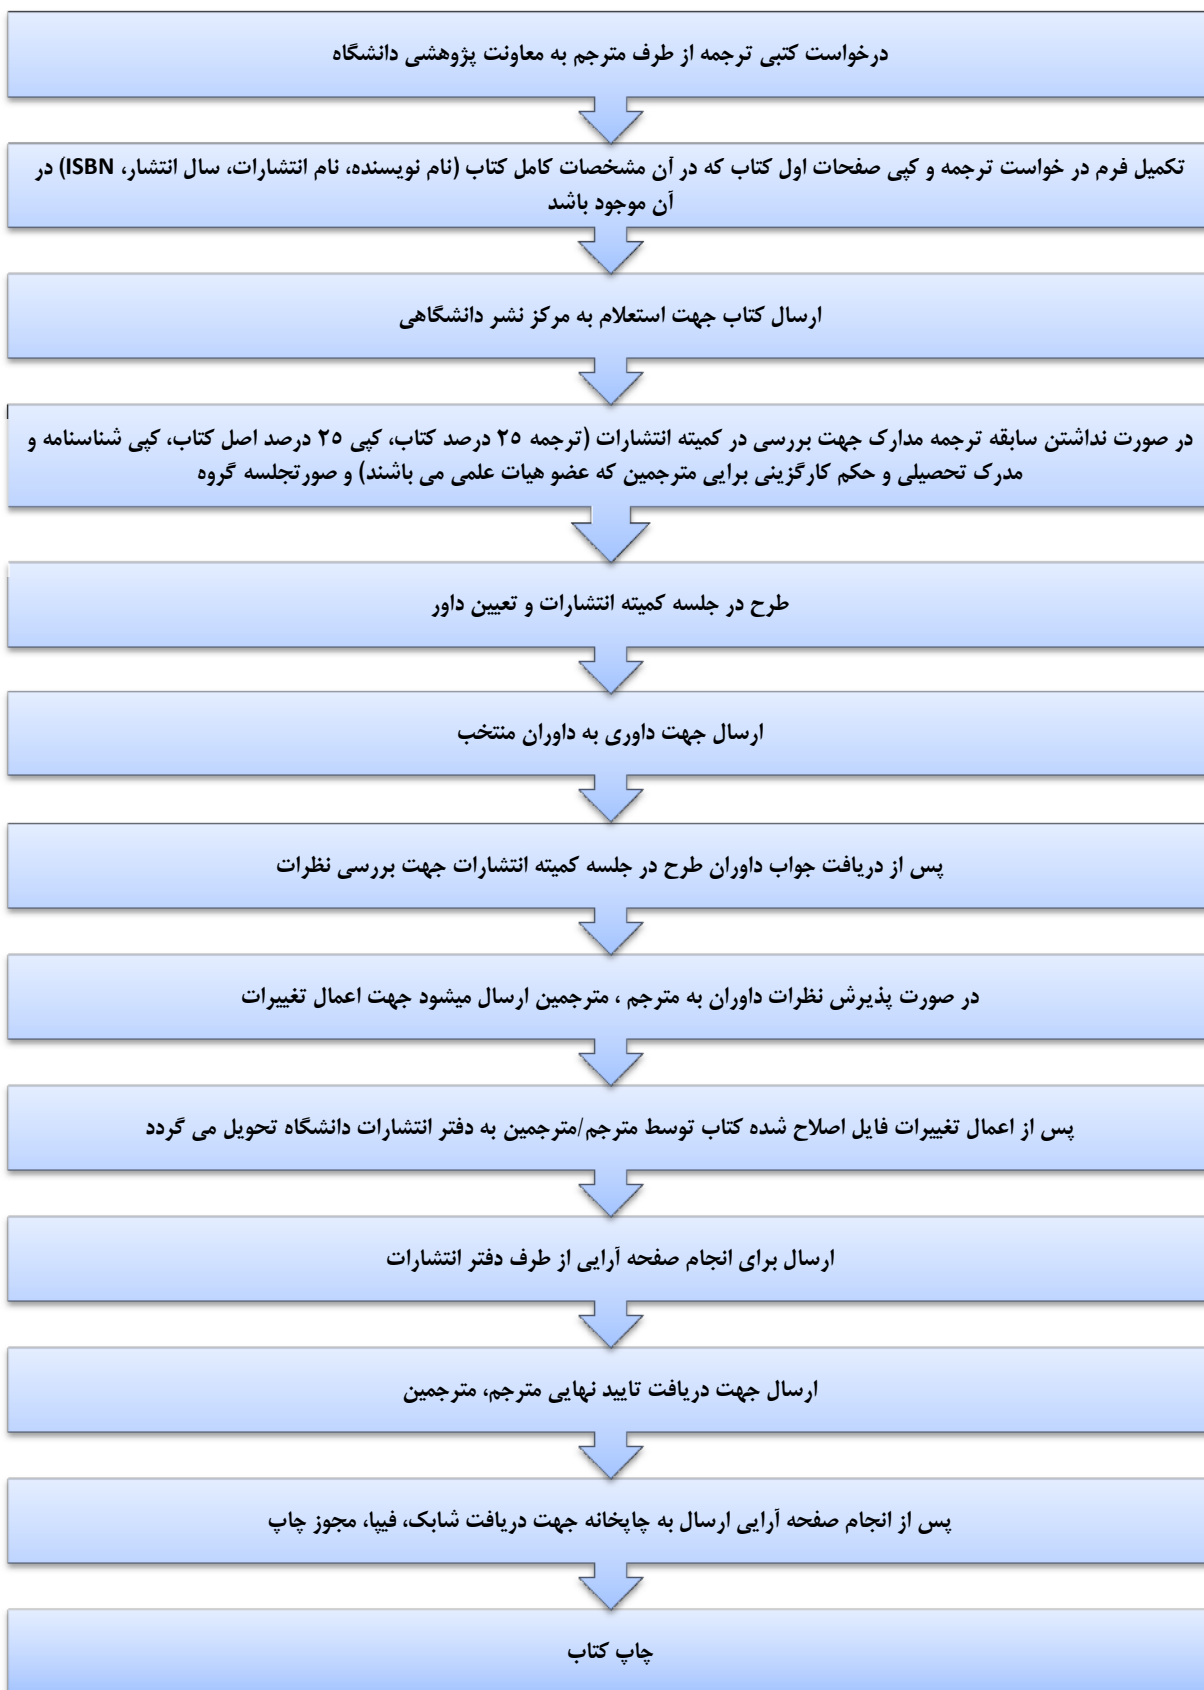 درخواست کتبی ترجمه از طرف مترجم به معاونت پژوهشی دانشگاه
تکمیل فرم در خواست ترجمه و کپی صفحات اول کتاب که در آن مشخصات کامل کتاب (نام نویسنده، نام انتشارات، سال انتشار، ISBN) در
آن موجود باشد
ارسال کتاب جهت استعلام به مرکز نشر دانشگاهی
در صورت نداشتن سابقه ترجمه مدارک جهت بررسی در کمیته انتشارات (ترجمه ۲۵ درصد کتاب، کپی ۲۵ درصد اصل کتاب، کپی شناسنامه و
مدرک تحصیلی و حکم کارگزینی برایی مترجمین که عضو هیات علمی می باشند) و صورتجلسه گروه
طرح در جلسه کمیته انتشارات و تعیین داور
ارسال جهت داوری به داوران منتخب
پس از دریافت جواب داوران طرح در جلسه کمیته انتشارات جهت بررسی نظرات
در صورت پذیرش نظرات داوران به مترجم ، مترجمین ارسال میشود جهت اعمال تغییرات
پس از اعمال تغییرات فایل اصلاح شده کتاب توسط مترجم/مترجمین به دفتر انتشارات دانشگاه تحویل می گردد
ارسال برای انجام صفحه آرایی از طرف دفتر انتشارات
ارسال جهت دریافت تایید نهایی مترجم، مترجمین
پس از انجام صفحه آرایی ارسال به چاپخانه جهت دریافت شابک، فیپا، مجوز چاپ
چاپ کتاب